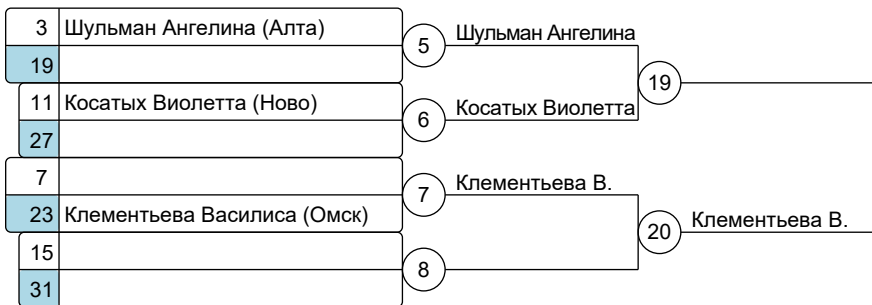 3 Шульман Ангелина (Алта)
5 Шульман Ангелина
19
19
11 Косатых Виолетта (Ново)
6 Косатых Виолетта
27
7
7 Клементьева В.
23 Клементьева Василиса (Омск)
20 Клементьева В.
15
8
31